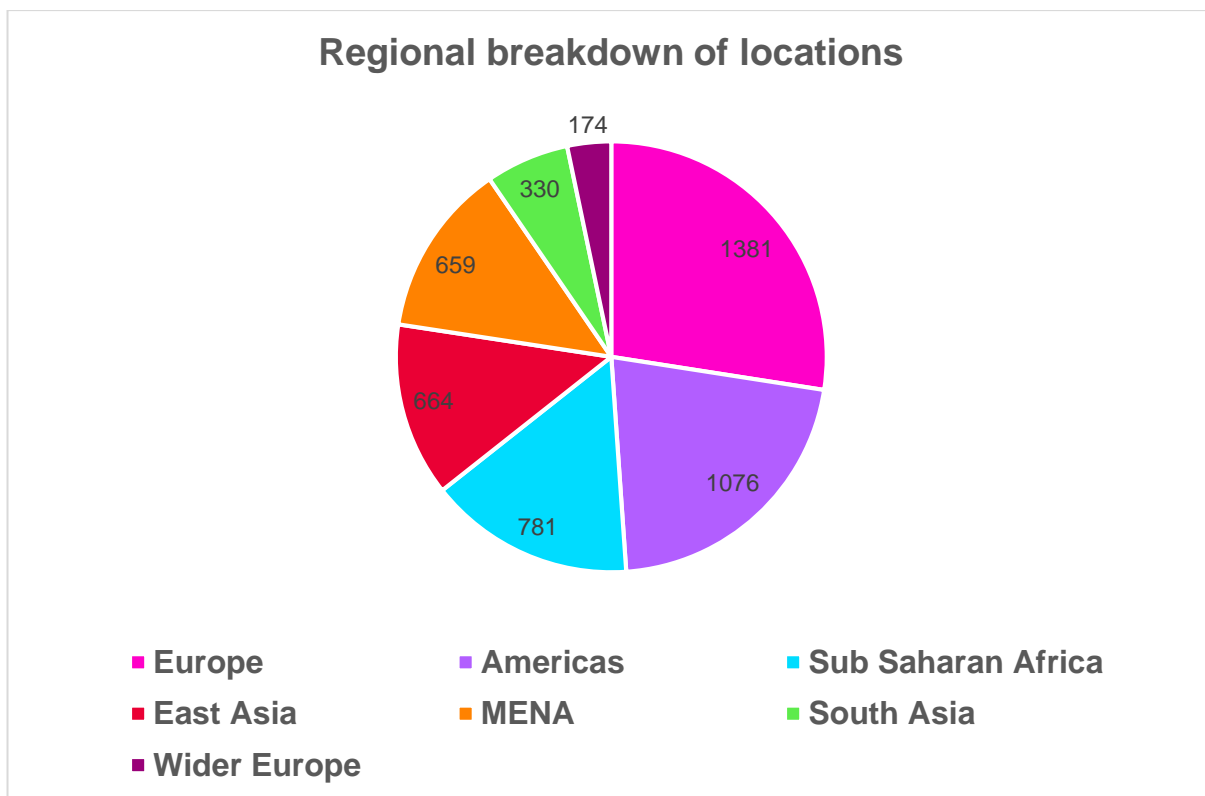 Regional breakdown of locations
174
330
1381
659
664
1076
781
Europe
Americas
Sub Saharan Africa
East Asia
MENA
South Asia
Wider Europe